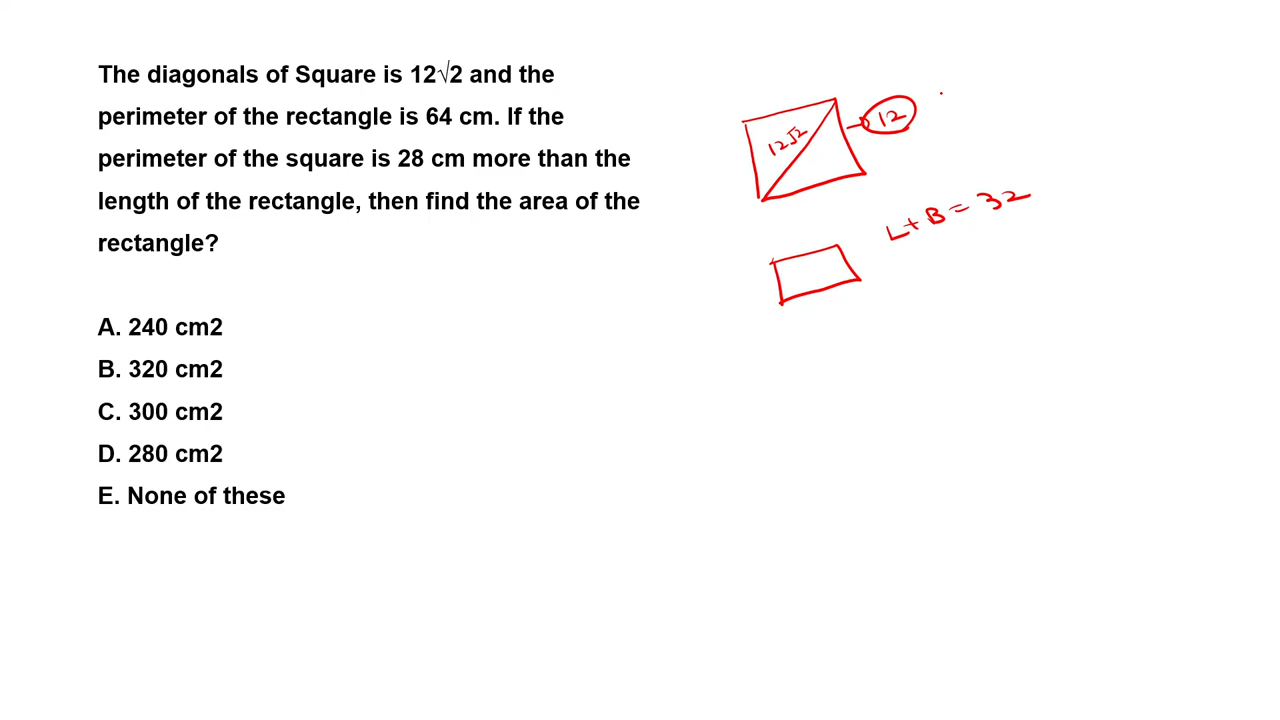 The diagonals of Square is 12√2 and the
perimeter of the rectangle is 64 cm. If the
perimeter of the square is 28 cm more than the
length of the rectangle, then find the area of the
rectangle?
A. 240 cm2
B. 320 cm2
C. 300 cm2
D. 280 cm2
E. None of these
12√2
12
L+B=32